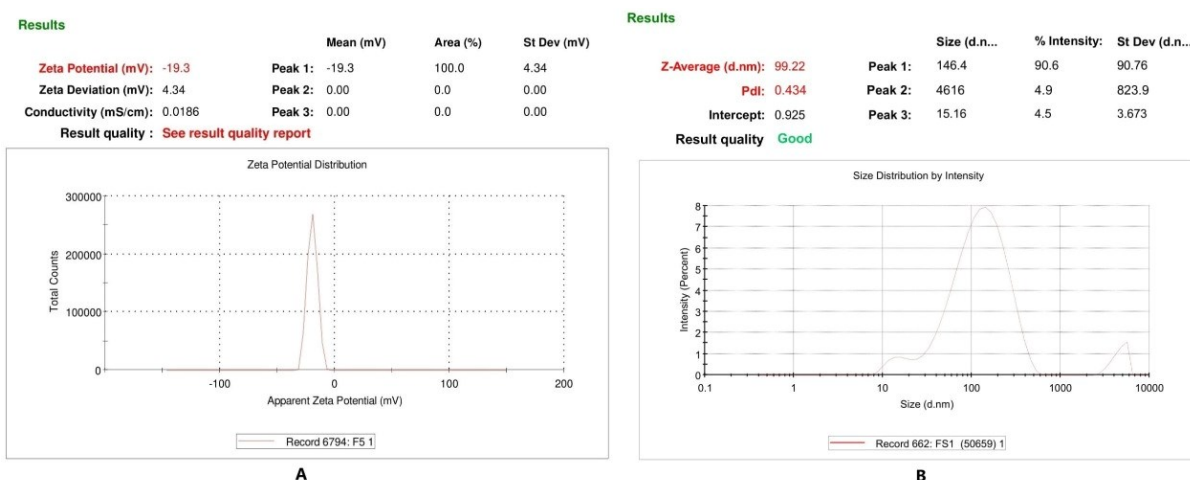 Results
Mean (mV) Area (%) St Dev (mV)
Zeta Potential (mV): -19.3 Peak 1: -19.3 100.0 4.34
Zeta Deviation (mV): 4.34 Peak 2: 0.00 0.0 0.00
Conductivity (mS/cm): 0.0186 Peak 3: 0.00 0.0 0.00
Result quality : See result quality report
Zeta Potential Distribution
Total Counts
300000
200000
100000
0
-100 0 100 200
Apparent Zeta Potential (mV)
Record 6794: F5 1
A
Results
Size (d.n... % Intensity: St Dev (d.n...
Z-Average (d.nm): 99.22 Peak 1: 146.4 90.6 90.76
PdI: 0.434 Peak 2: 4616 4.9 823.9
Intercept: 0.925 Peak 3: 15.16 4.5 3.673
Result quality Good
Size Distribution by Intensity
Intensity (Percent)
8
7
6
5
4
3
2
1
0
0.1 1 10 100 1000 10000
Size (d.nm)
Record 662: FS1 (50659) 1
B